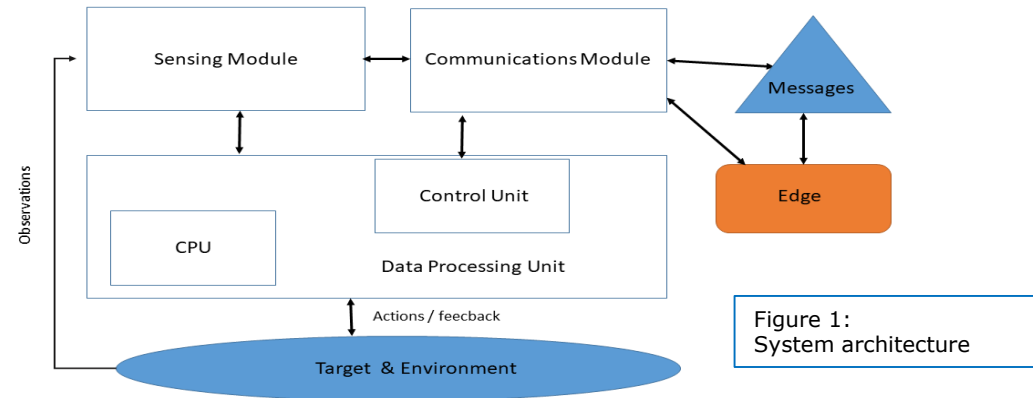 Sensing Module
Communications Module
Messages
Observations
Control Unit
Edge
CPU
Data Processing Unit
Actions / feecback
Target & Environment
Figure 1:
System architecture